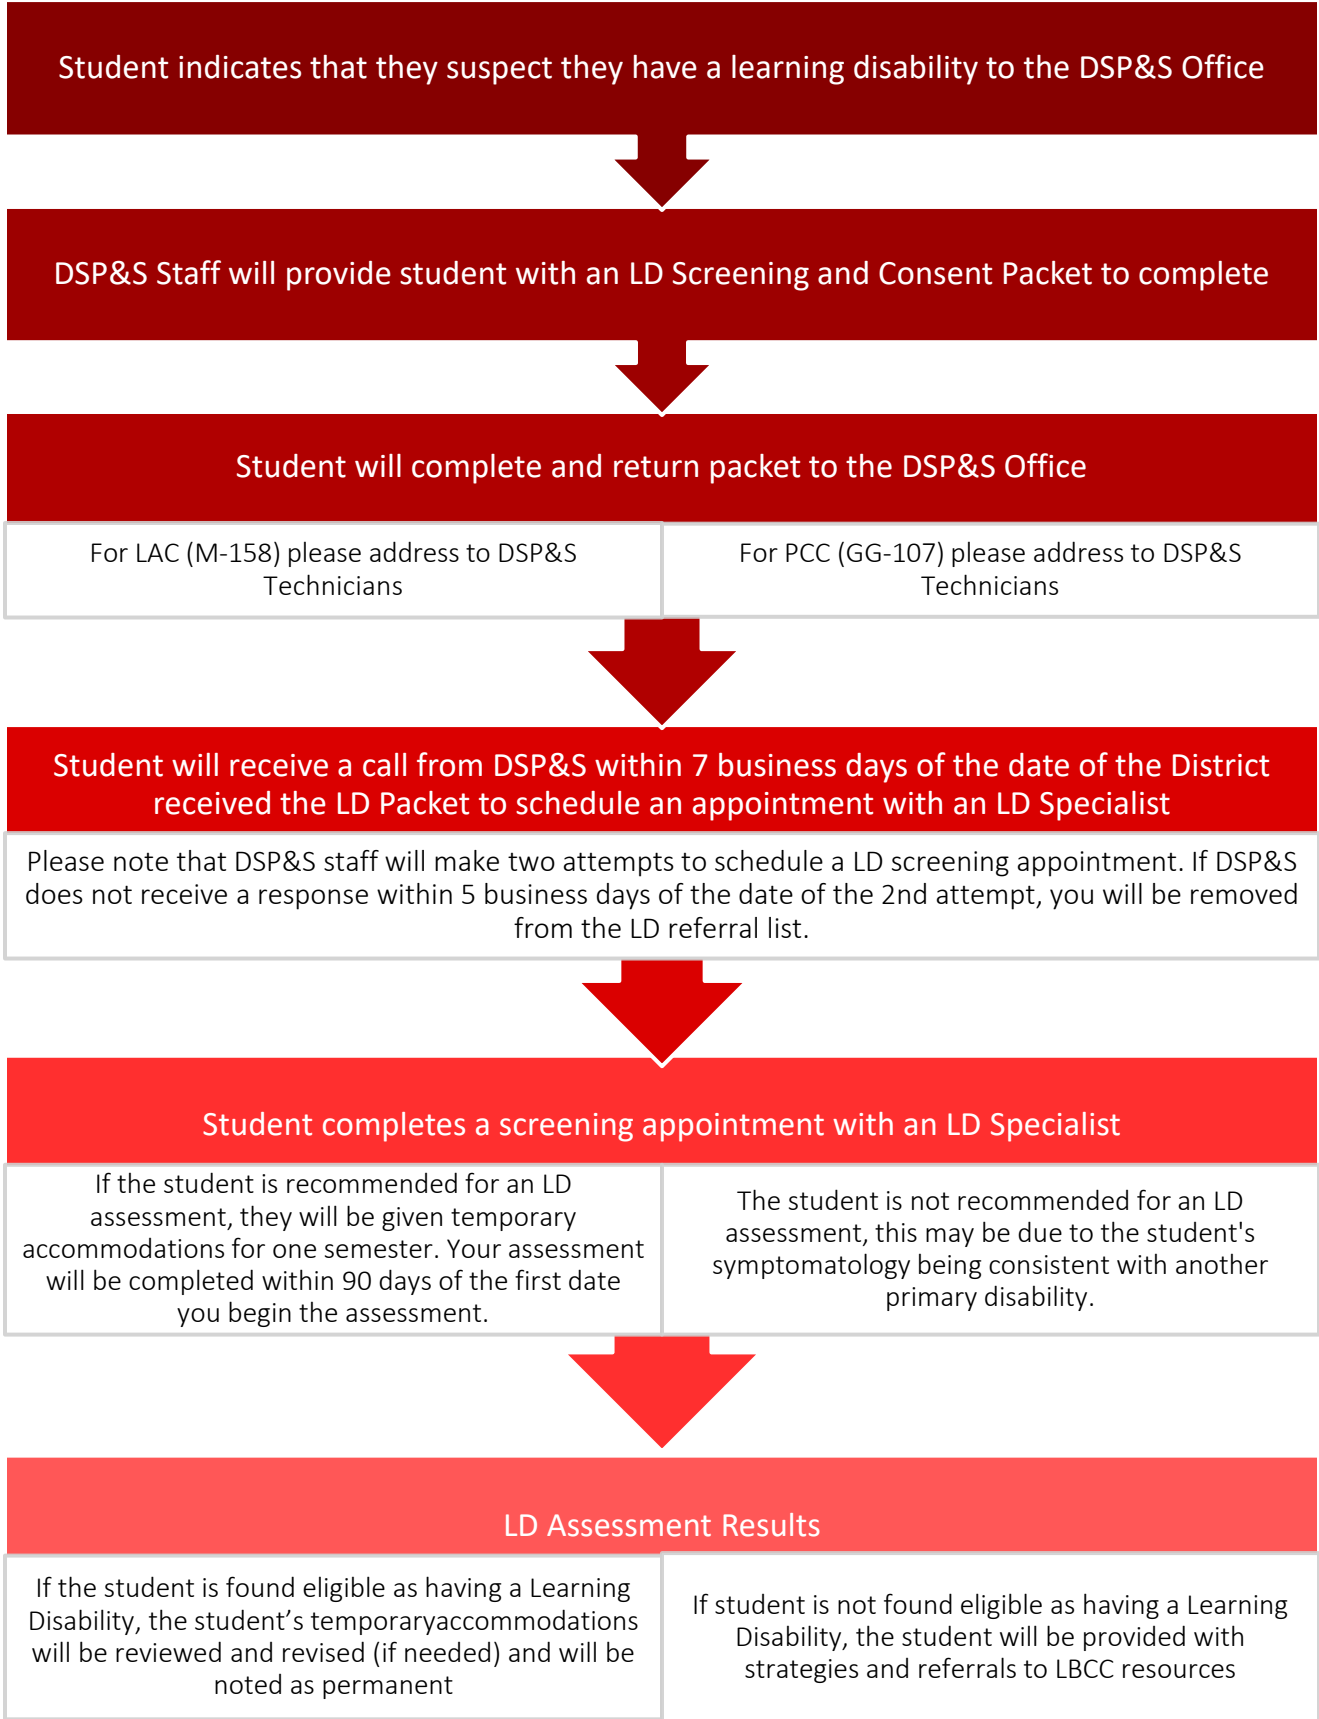 Student indicates that they suspect they have a learning disability to the DSP&S Office
DSP&S Staff will provide student with an LD Screening and Consent Packet to complete
Student will complete and return packet to the DSP&S Office
For LAC (M-158) please address to DSP&S
Technicians
For PCC (GG-107) please address to DSP&S
Technicians
Student will receive a call from DSP&S within 7 business days of the date of the District
received the LD Packet to schedule an appointment with an LD Specialist
Please note that DSP&S staff will make two attempts to schedule a LD screening appointment. If DSP&S
does not receive a response within 5 business days of the date of the 2nd attempt, you will be removed
from the LD referral list.
Student completes a screening appointment with an LD Specialist
If the student is recommended for an LD
assessment, they will be given temporary
accommodations for one semester. Your assessment
will be completed within 90 days of the first date
you begin the assessment.
The student is not recommended for an LD
assessment, this may be due to the student's
symptomatology being consistent with another
primary disability.
LD Assessment Results
If the student is found eligible as having a Learning
Disability, the student’s temporaryaccommodations
will be reviewed and revised (if needed) and will be
noted as permanent
If student is not found eligible as having a Learning
Disability, the student will be provided with
strategies and referrals to LBCC resources